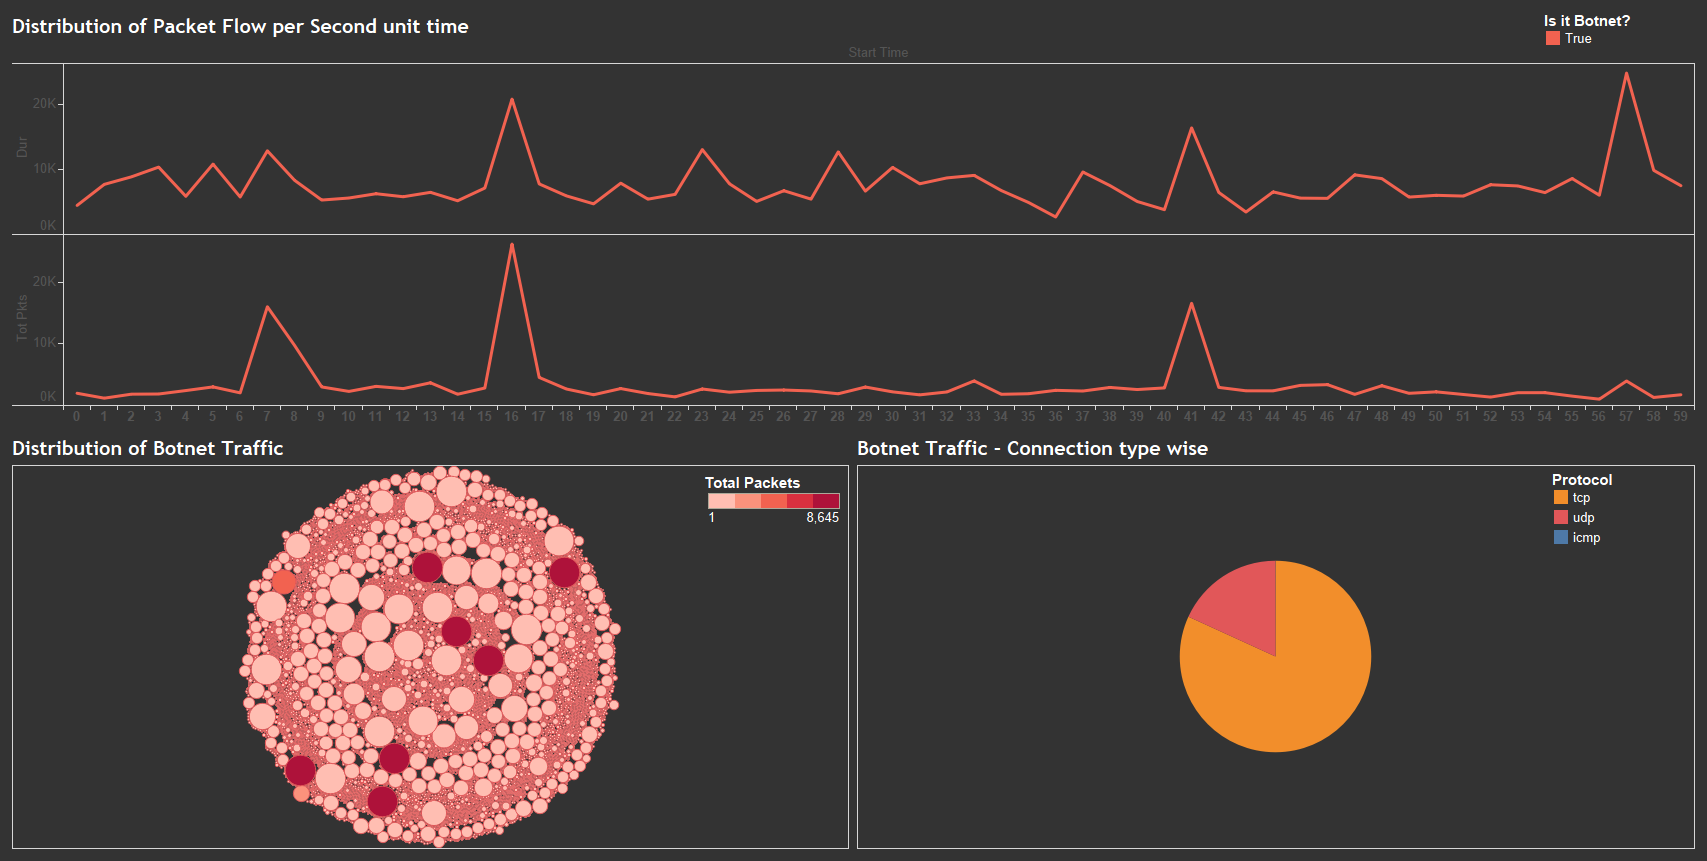 Distribution of Packet Flow per Second unit time
Is it Botnet?
True
Start Time
20K
10K
0K
Dur
20K
10K
0K
Tot Pkts
0 1 2 3 4 5 6 7 8 9 10 11 12 13 14 15 16 17 18 19 20 21 22 23 24 25 26 27 28 29 30 31 32 33 34 35 36 37 38 39 40 41 42 43 44 45 46 47 48 49 50 51 52 53 54 55 56 57 58 59
Distribution of Botnet Traffic
Total Packets
1 8,645
Botnet Traffic - Connection type wise
Protocol
tcp
udp
icmp